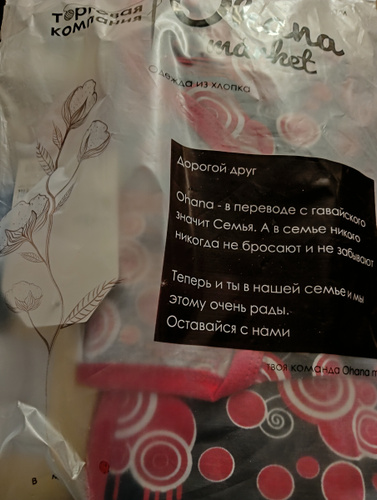 Торговая
компания
Ohana
market
Одежда из хлопка
Дорогой друг
Ohana - в переводе с гавайского
значит Семья. А в семье никого
никогда не бросают и не забывают
Теперь и ты в нашей семье и мы
этому очень рады.
Оставайся с нами
твоя команда Ohana m
в